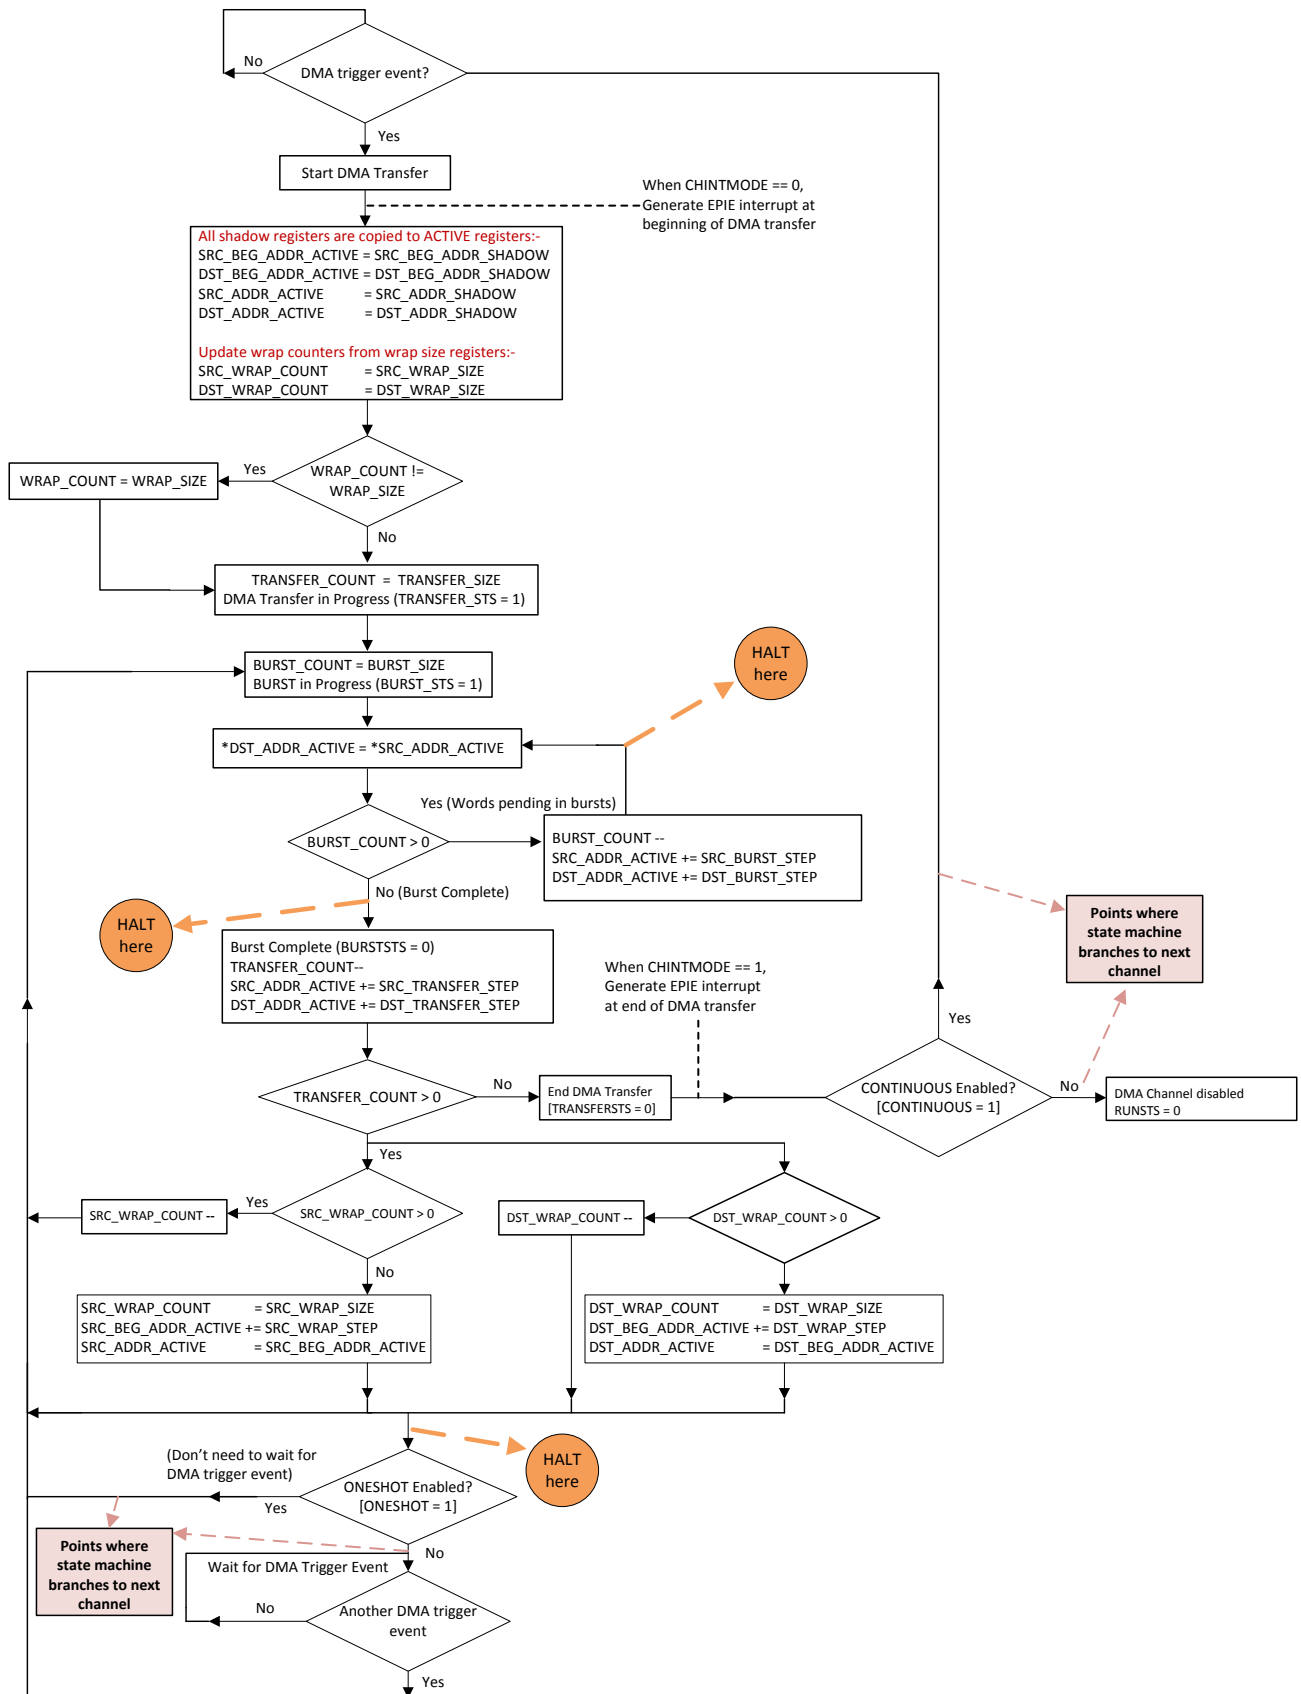 No
DMA trigger event?
Yes
Start DMA Transfer
When CHINTMODE == 0,
Generate EPIE interrupt at
beginning of DMA transfer
All shadow registers are copied to ACTIVE registers:-
SRC_BEG_ADDR_ACTIVE = SRC_BEG_ADDR_SHADOW
DST_BEG_ADDR_ACTIVE = DST_BEG_ADDR_SHADOW
SRC_ADDR_ACTIVE = SRC_ADDR_SHADOW
DST_ADDR_ACTIVE = DST_ADDR_SHADOW
Update wrap counters from wrap size registers:-
SRC_WRAP_COUNT = SRC_WRAP_SIZE
DST_WRAP_COUNT = DST_WRAP_SIZE
WRAP_COUNT !=
WRAP_SIZE
Yes
WRAP_COUNT = WRAP_SIZE
No
TRANSFER_COUNT = TRANSFER_SIZE
DMA Transfer in Progress (TRANSFER_STS = 1)
BURST_COUNT = BURST_SIZE
BURST in Progress (BURST_STS = 1)
HALT
here
*DST_ADDR_ACTIVE = *SRC_ADDR_ACTIVE
Yes (Words pending in bursts)
BURST_COUNT > 0
BURST_COUNT --
SRC_ADDR_ACTIVE += SRC_BURST_STEP
DST_ADDR_ACTIVE += DST_BURST_STEP
No (Burst Complete)
HALT
here
Points where
state machine
branches to next
channel
Burst Complete (BURSTSTS = 0)
TRANSFER_COUNT--
SRC_ADDR_ACTIVE += SRC_TRANSFER_STEP
DST_ADDR_ACTIVE += DST_TRANSFER_STEP
When CHINTMODE == 1,
Generate EPIE interrupt
at end of DMA transfer
Yes
TRANSFER_COUNT > 0
No
End DMA Transfer
[TRANSFERSTS = 0]
CONTINUOUS Enabled?
[CONTINUOUS = 1]
No
DMA Channel disabled
RUNSTS = 0
Yes
SRC_WRAP_COUNT --
Yes
SRC_WRAP_COUNT > 0
DST_WRAP_COUNT --
DST_WRAP_COUNT > 0
No
SRC_WRAP_COUNT = SRC_WRAP_SIZE
SRC_BEG_ADDR_ACTIVE += SRC_WRAP_STEP
SRC_ADDR_ACTIVE = SRC_BEG_ADDR_ACTIVE
DST_WRAP_COUNT = DST_WRAP_SIZE
DST_BEG_ADDR_ACTIVE += DST_WRAP_STEP
DST_ADDR_ACTIVE = DST_BEG_ADDR_ACTIVE
(Don't need to wait for
DMA trigger event)
HALT
here
ONESHOT Enabled?
[ONESHOT = 1]
Yes
Points where
state machine
branches to next
channel
No
Wait for DMA Trigger Event
No
Another DMA trigger
event
Yes